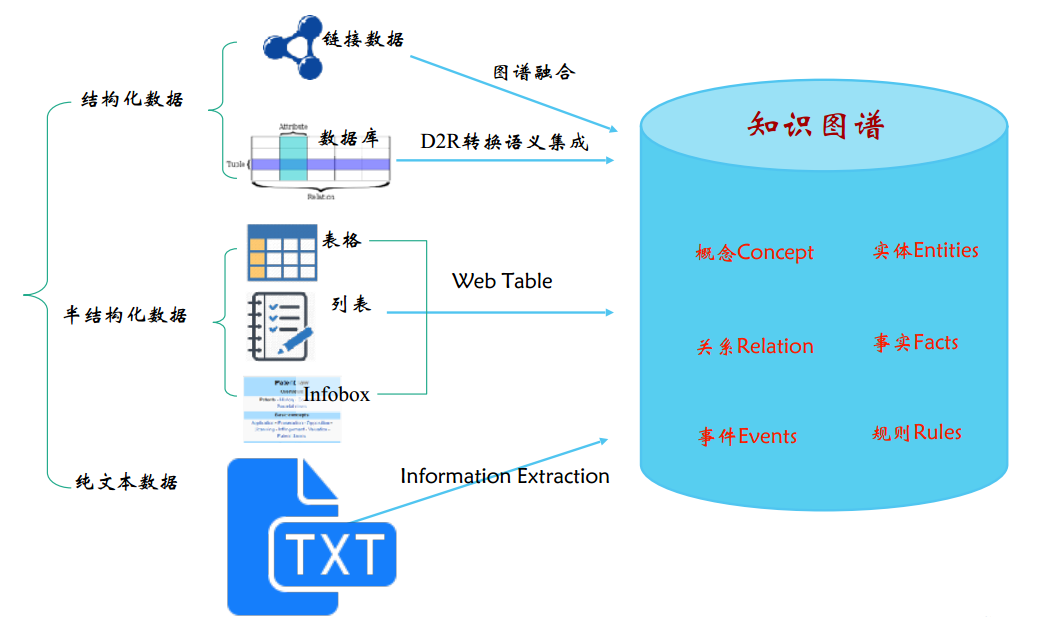 链接数据
结构化数据
图谱融合
Attribute
数据库
D2R转换语义集成
Tuple
Relation
知识图谱
表格
Web Table
概念Concept
实体Entities
半结构化数据
列表
关系Relation
事实Facts
Patent
Infobox
事件Events
规则Rules
纯文本数据
Information Extraction
TXT